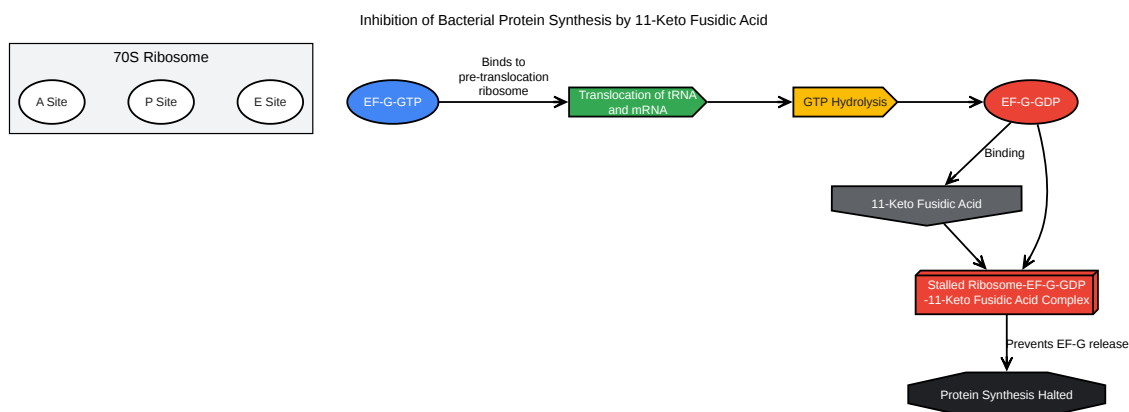 Inhibition of Bacterial Protein Synthesis by 11-Keto Fusidic Acid
70S Ribosome
A Site
P Site
E Site
EF-G-GTP
Binds to
pre-translocation
ribosome
Translocation of tRNA
and mRNA
GTP Hydrolysis
EF-G-GDP
Binding
11-Keto Fusidic Acid
Stalled Ribosome-EF-G-GDP
-11-Keto Fusidic Acid Complex
Prevents EF-G release
Protein Synthesis Halted